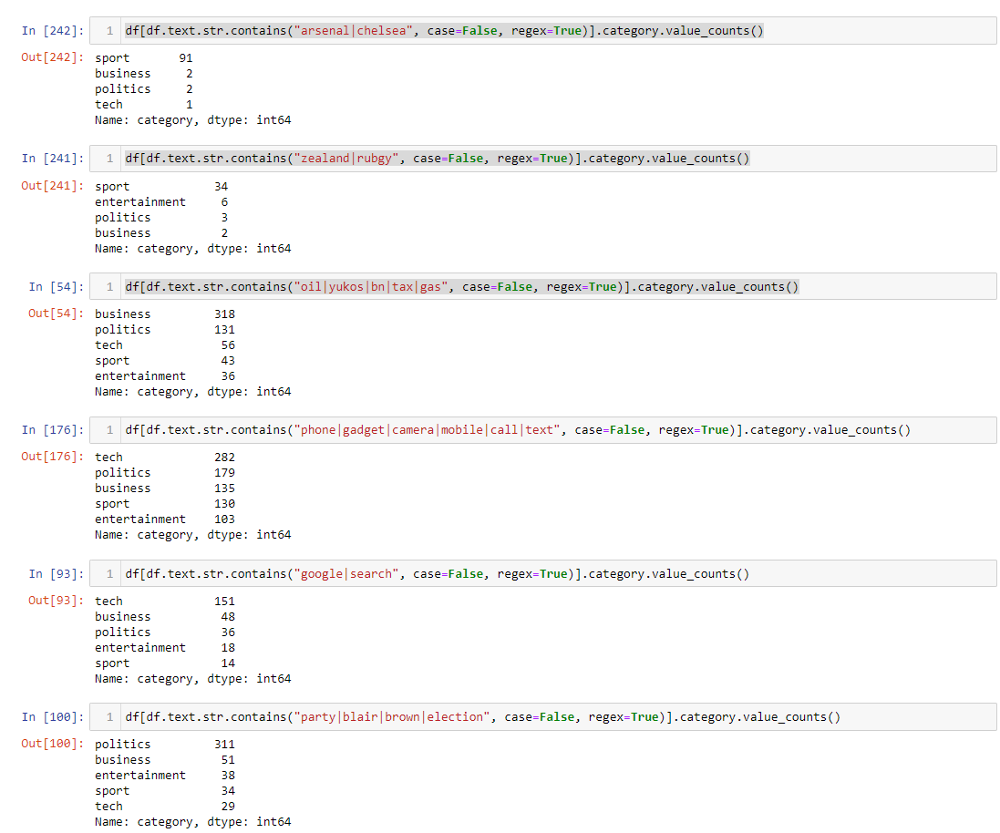 In [242]: 1 df[df.text.str.contains("arsenal|chelsea", case=False, regex=True)].category.value_counts()
Out[242]: sport 91
business 2
politics 2
tech 1
Name: category, dtype: int64
In [241]: 1 df[df.text.str.contains("zealand|rubgy", case=False, regex=True)].category.value_counts()
Out[241]: sport 34
entertainment 6
politics 3
business 2
Name: category, dtype: int64
In [54]: 1 df[df.text.str.contains("oil|yukos|bn|tax|gas", case=False, regex=True)].category.value_counts()
Out[54]: business 318
politics 131
tech 56
sport 43
entertainment 36
Name: category, dtype: int64
In [176]: 1 df[df.text.str.contains("phone|gadget|camera|mobile|call|text", case=False, regex=True)].category.value_counts()
Out[176]: tech 282
politics 179
business 135
sport 130
entertainment 103
Name: category, dtype: int64
In [93]: 1 df[df.text.str.contains("google|search", case=False, regex=True)].category.value_counts()
Out[93]: tech 151
business 48
politics 36
entertainment 18
sport 14
Name: category, dtype: int64
In [100]: 1 df[df.text.str.contains("party|blair|brown|election", case=False, regex=True)].category.value_counts()
Out[100]: politics 311
business 51
entertainment 38
sport 34
tech 29
Name: category, dtype: int64